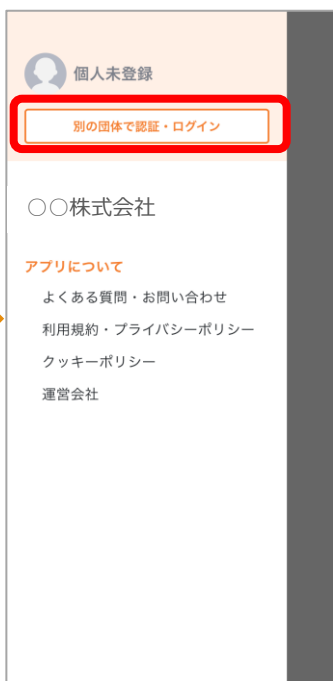 個人未登録
別の団体で認証・ログイン
○○株式会社
アプリについて
よくある質問・お問い合わせ
利用規約・プライバシーポリシー
クッキーポリシー
運営会社